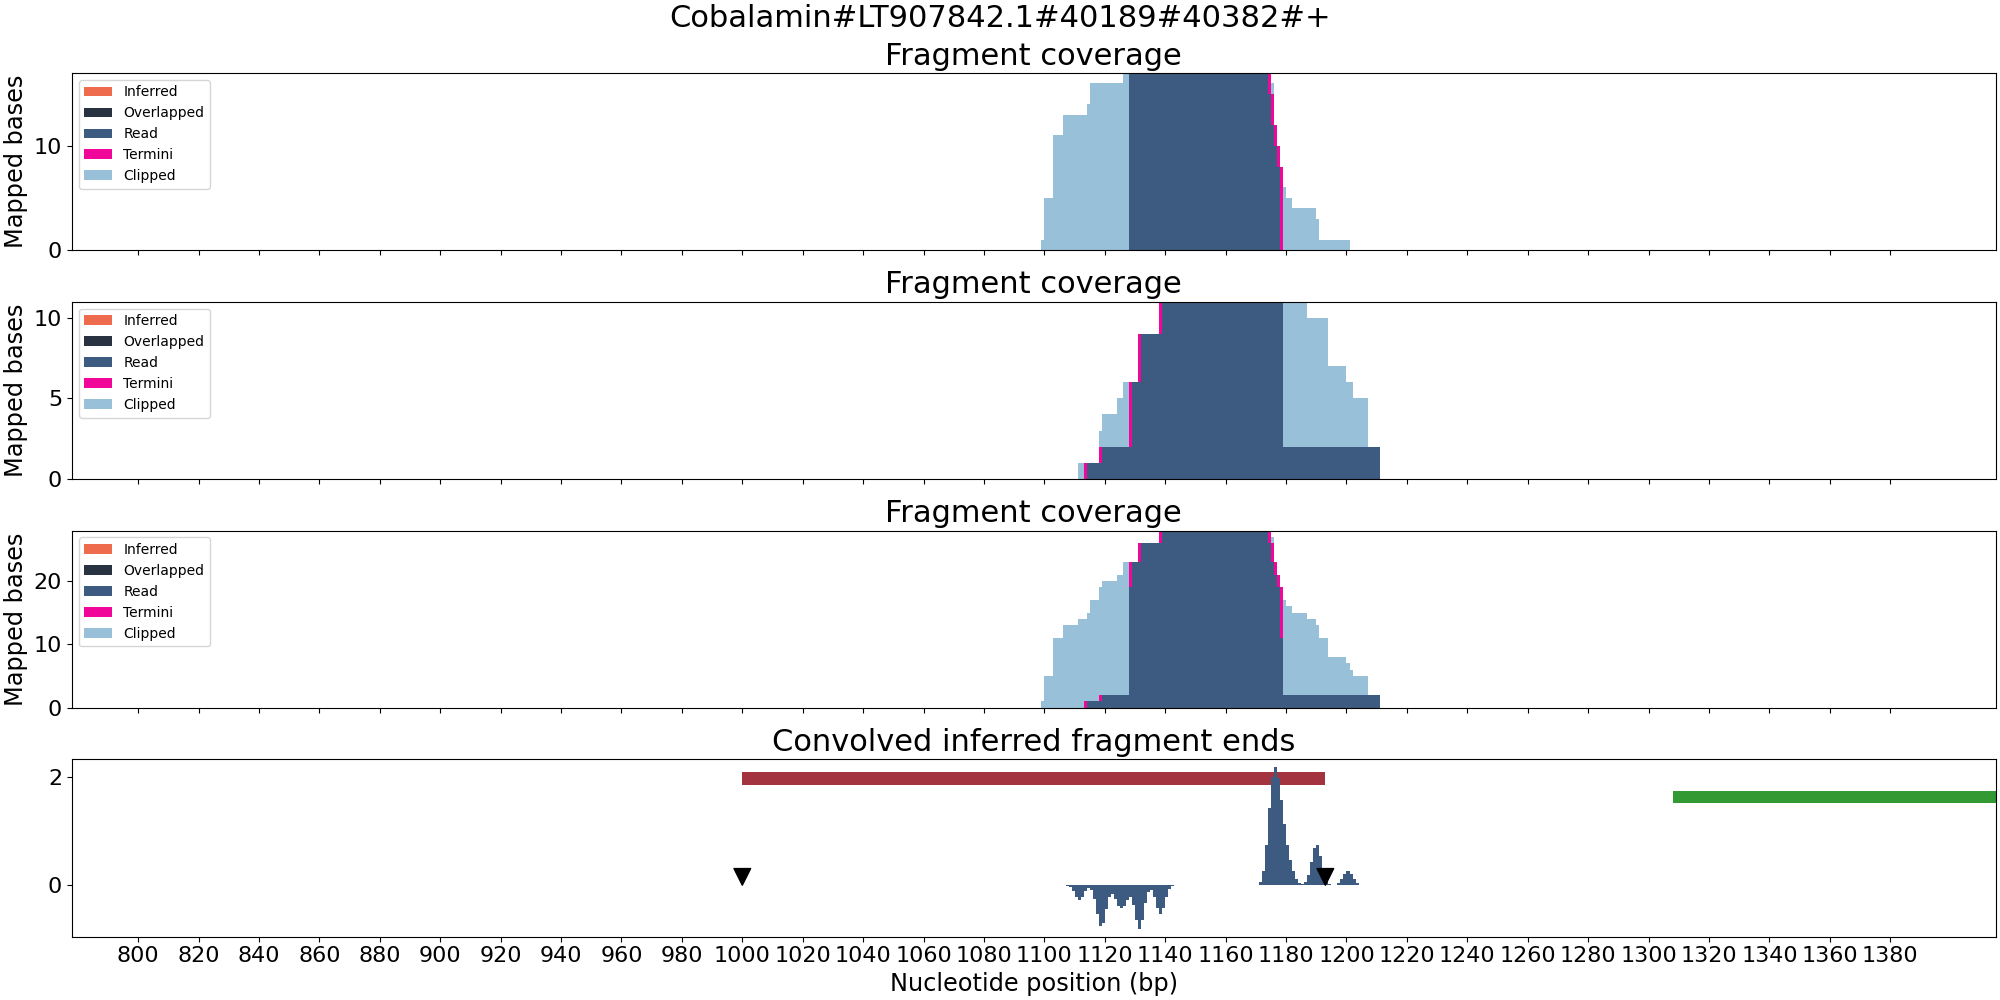 Cobalamin#LT907842.1#40189#40382#+
Fragment coverage
Mapped bases
10
0
Inferred
Overlapped
Read
Termini
Clipped
Fragment coverage
Mapped bases
10
5
0
Inferred
Overlapped
Read
Termini
Clipped
Fragment coverage
Mapped bases
20
10
0
Inferred
Overlapped
Read
Termini
Clipped
Convolved inferred fragment ends
2
0
800 820 840 860 880 900 920 940 960 980 1000 1020 1040 1060 1080 1100 1120 1140 1160 1180 1200 1220 1240 1260 1280 1300 1320 1340 1360 1380
Nucleotide position (bp)